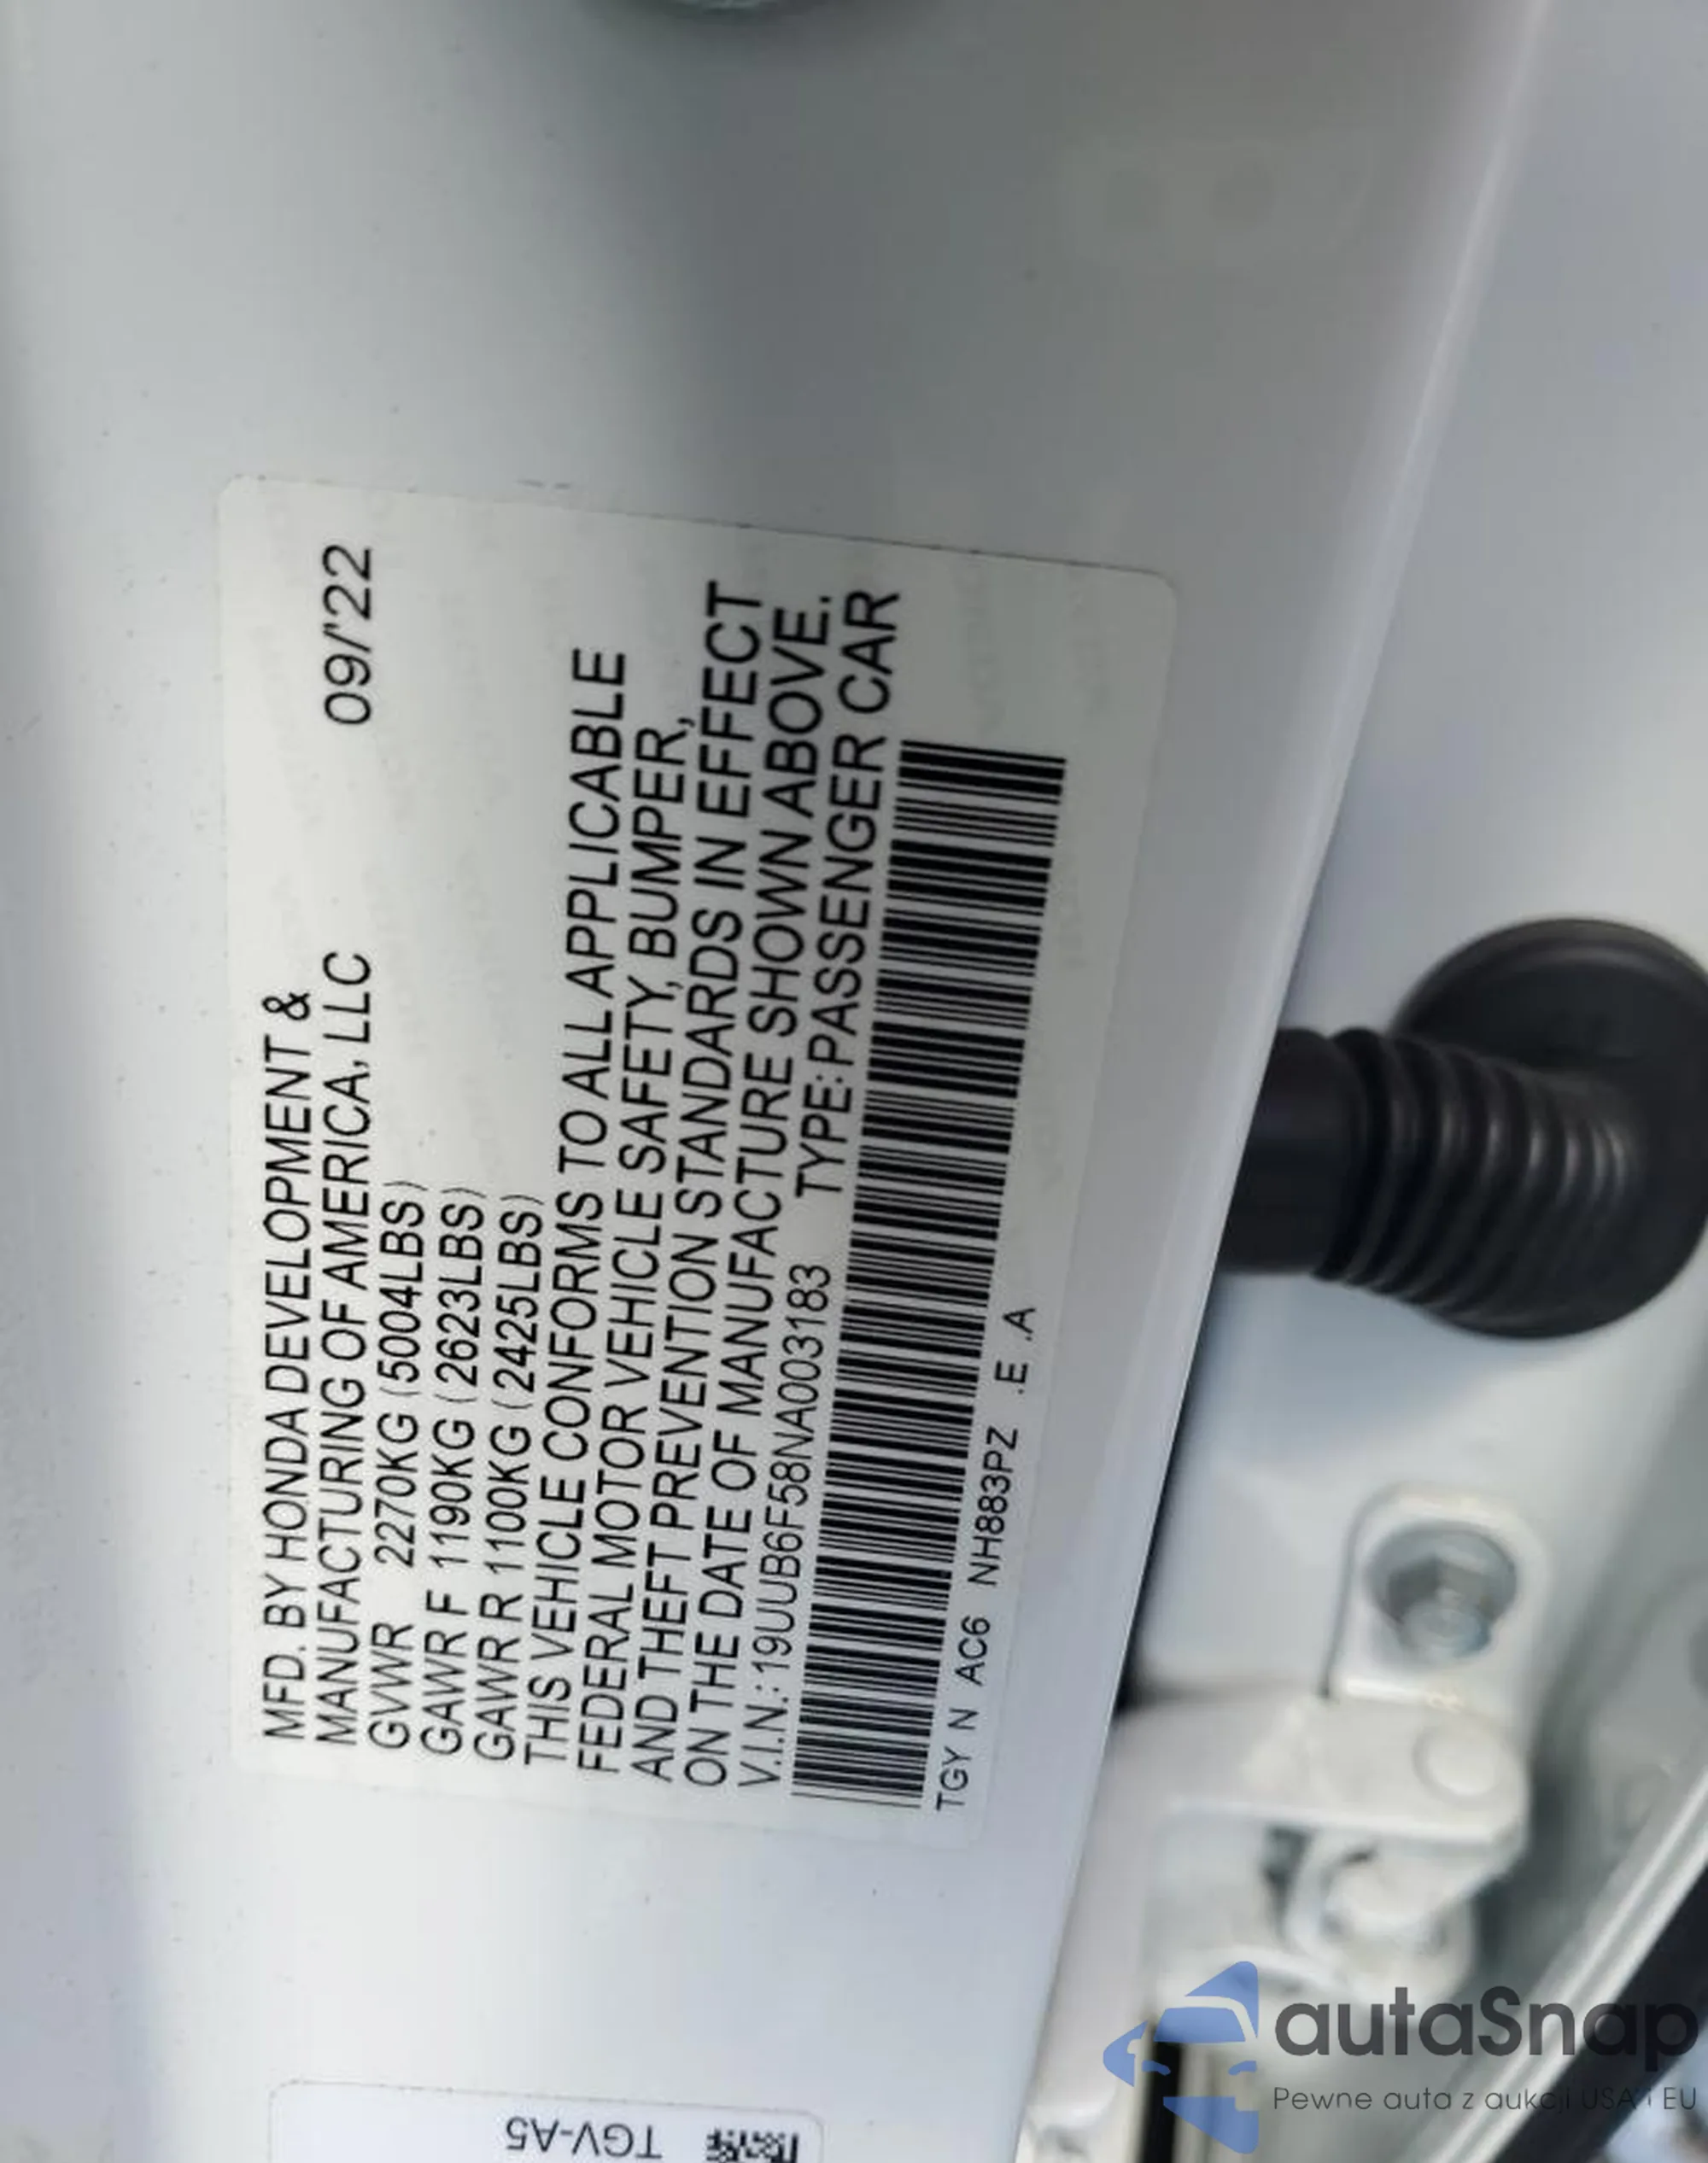 MFD. BY HONDA DEVELOPMENT &
MANUFACTURING OF AMERICA, LLC 09/'22
GVWR 2270KG (5004LBS)
GAWR F 1190KG (2623LBS)
GAWR R 1100KG (2425LBS)
THIS VEHICLE CONFORMS TO ALL APPLICABLE
FEDERAL MOTOR VEHICLE SAFETY, BUMPER,
AND THEFT PREVENTION STANDARDS IN EFFECT
ON THE DATE OF MANUFACTURE SHOWN ABOVE.
V.I.N.: 19UUB6F58NA003183 TYPE: PASSENGER CAR
TGY N AC6 NH883PZ .E .A
TGV-A5
autaSnap
Pewne auta z aukcji USA i EU